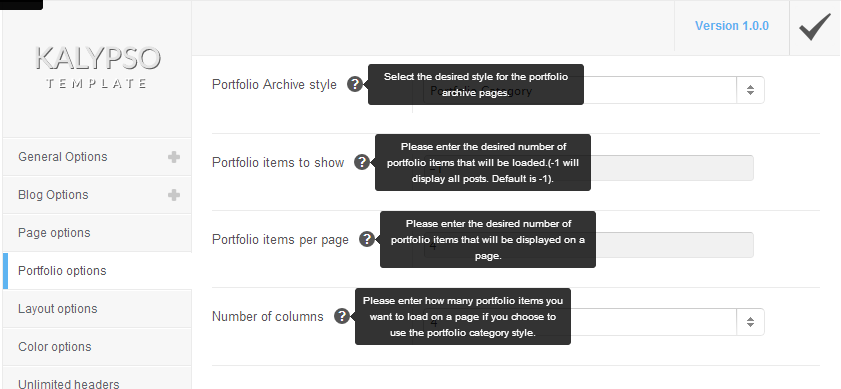 KALYPSO
TEMPLATE
Version 1.0.0
General Options
Blog Options
Page options
Portfolio options
Layout options
Color options
Unlimited headers
Portfolio Archive style
?
Select the desired style for the portfolio
archive pages.
Portfolio Category
Portfolio items to show
?
Please enter the desired number of
portfolio items that will be loaded.(-1 will
display all posts. Default is -1).
-1
Portfolio items per page
?
Please enter the desired number of
portfolio items that will be displayed on a
page.
4
Number of columns
?
Please enter how many portfolio items you
want to load on a page if you choose to
use the portfolio category style.
4